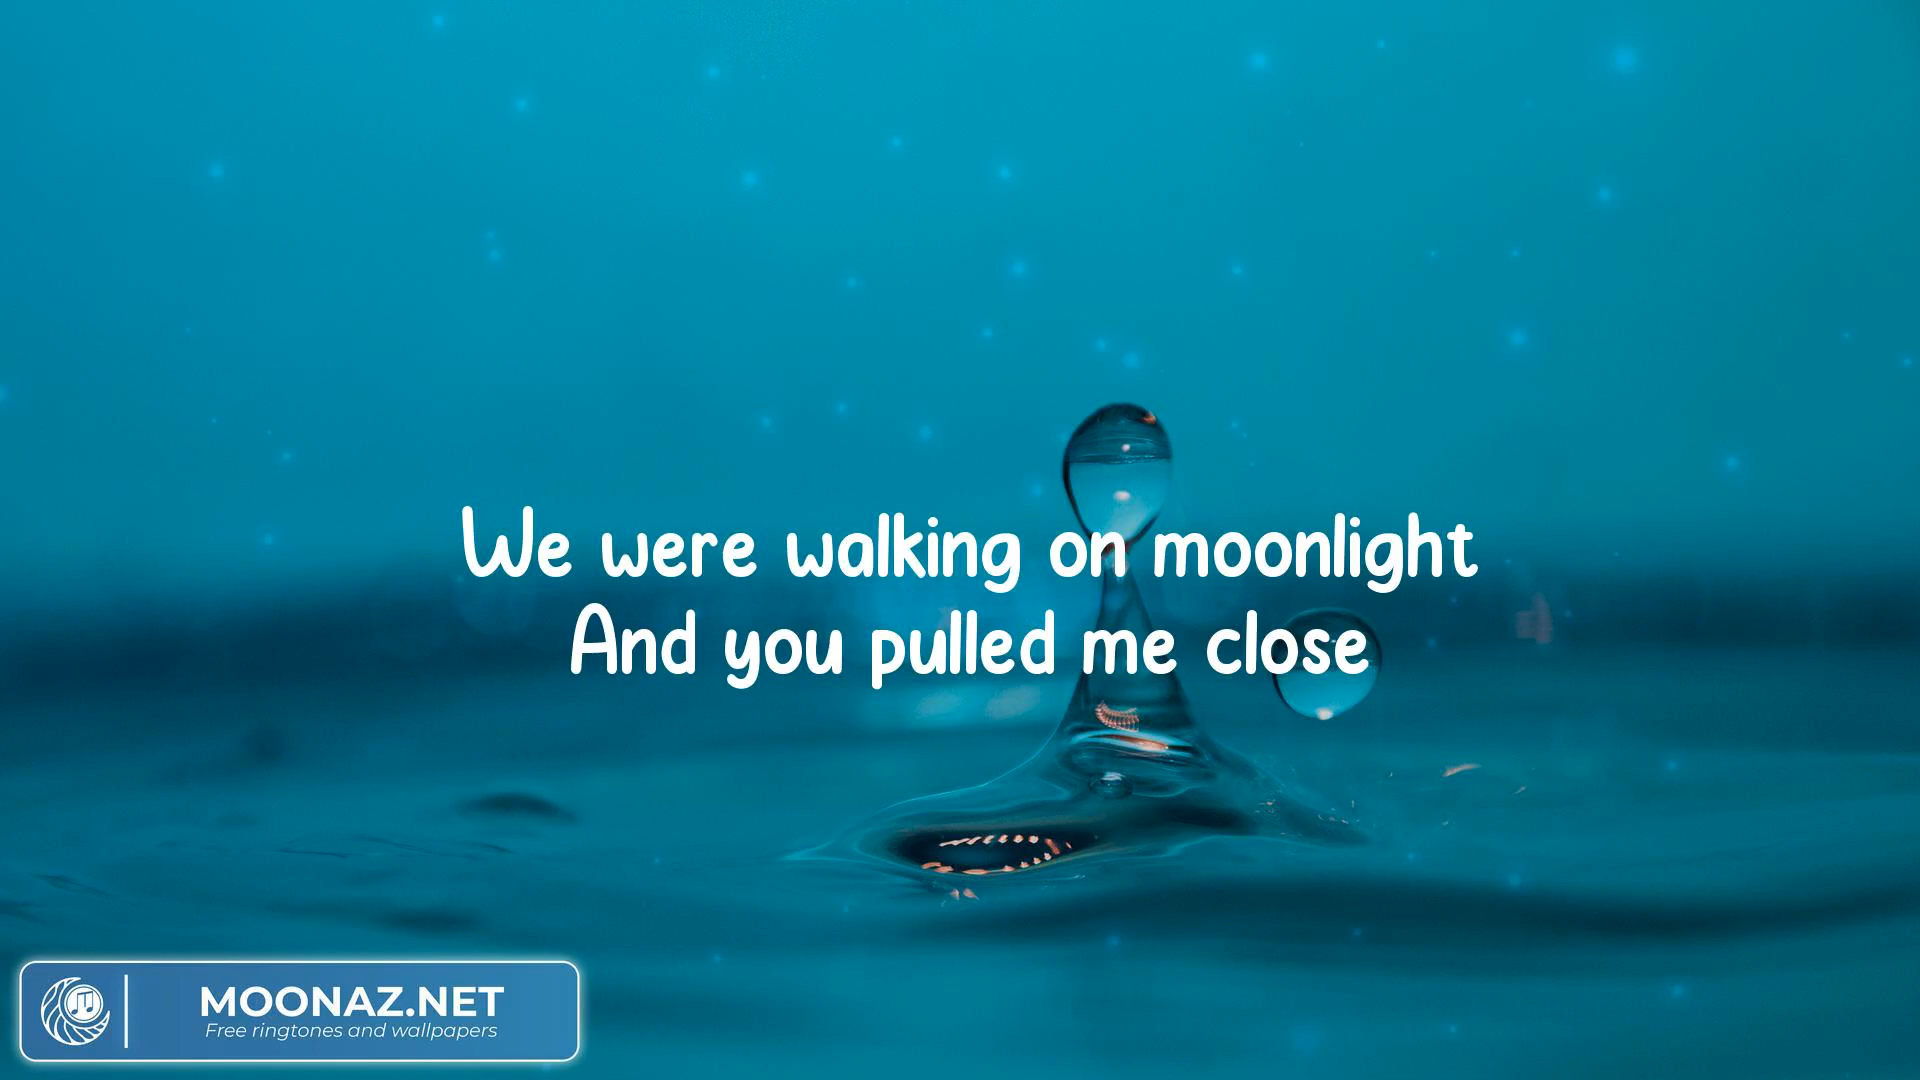 We were walking on moonlight
And you pulled me close
MOONAZ.NET
Free ringtones and wallpapers